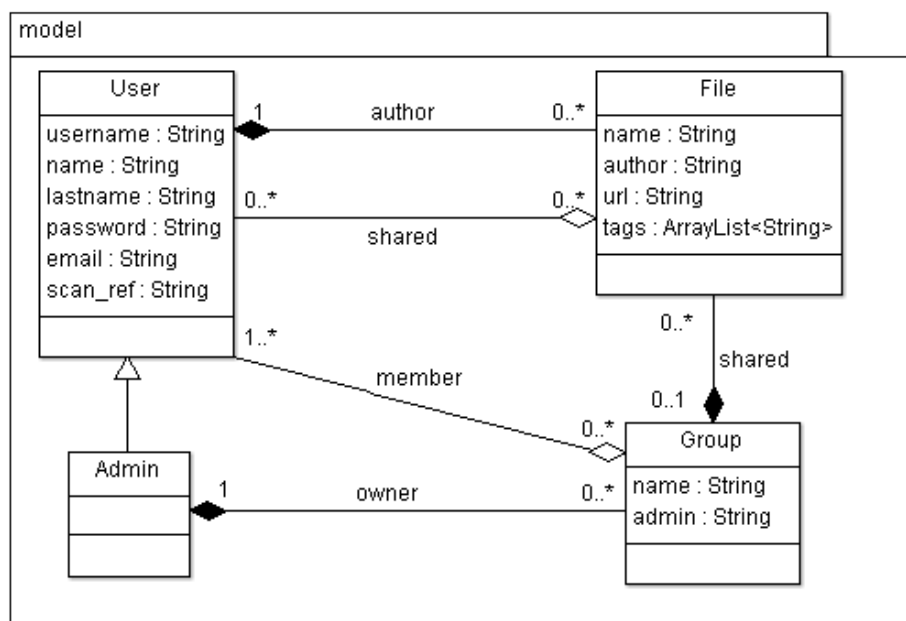 model
User
username : String
name : String
lastname : String
password : String
email : String
scan_ref : String
1
author
0..*
File
name : String
author : String
url : String
tags : ArrayList<String>
0..*
0..*
shared
1..*
member
0..*
0..*
shared
0..1
Group
name : String
admin : String
Admin
1
owner
0..*